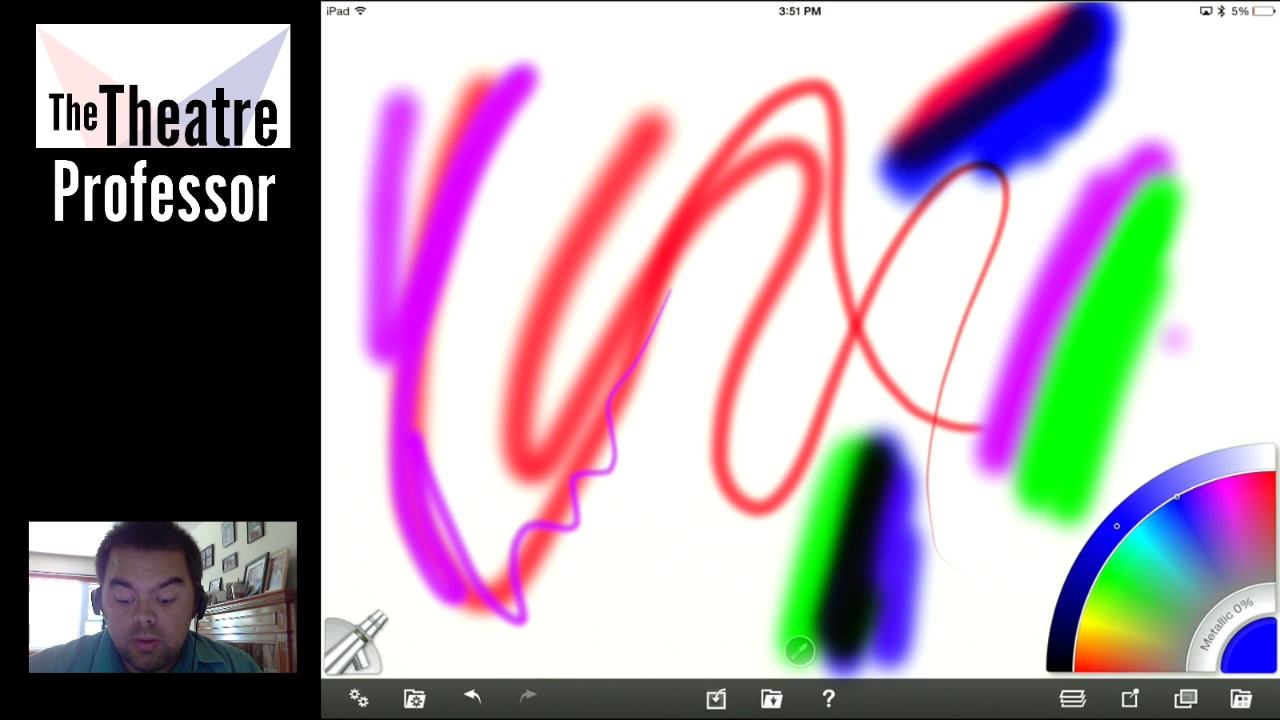 The Theatre
Professor
iPad
3:51 PM
5%
Metallic 0%
?